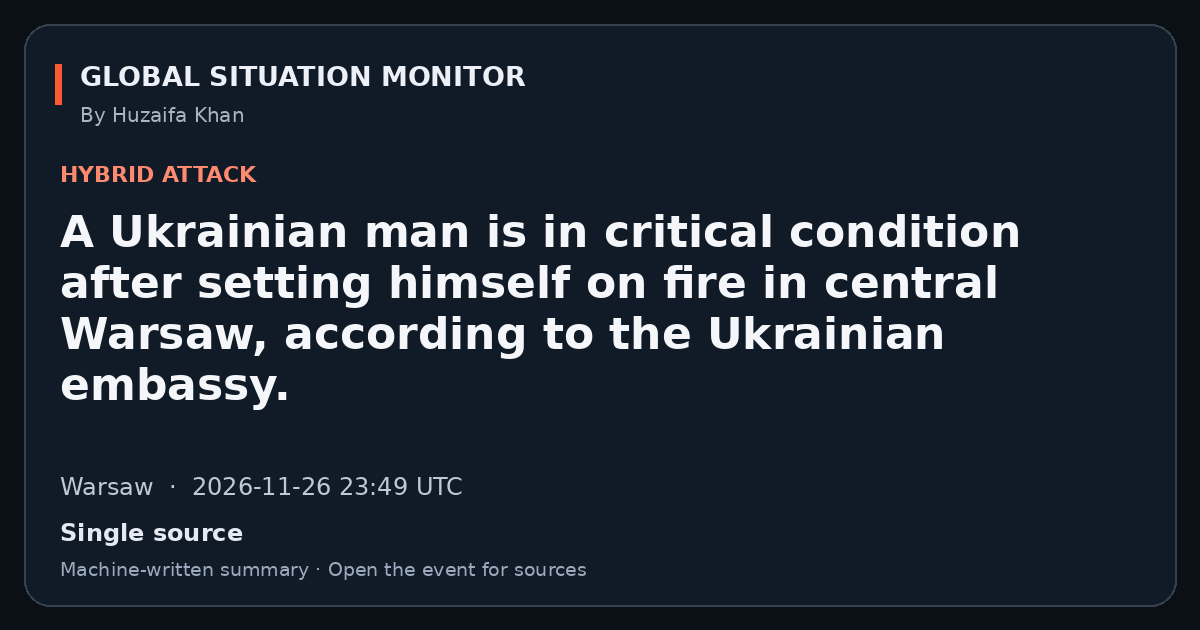 GLOBAL SITUATION MONITOR
By Huzaifa Khan
HYBRID ATTACK
A Ukrainian man is in critical condition
after setting himself on fire in central
Warsaw, according to the Ukrainian
embassy.
Warsaw · 2026-11-26 23:49 UTC
Single source
Machine-written summary · Open the event for sources